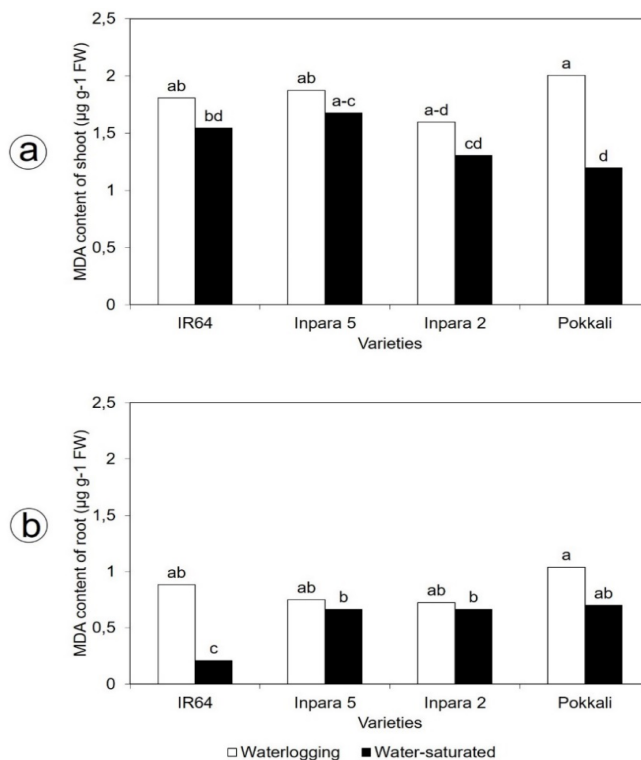 a
MDA content of shoot (µg g-1 FW)
2,5
2
1,5
1
0,5
0
ab
bd
ab
a-c
a-d
cd
a
d
IR64
Inpara 5
Inpara 2
Pokkali
Varieties
b
MDA content of root (µg g-1 FW)
2,5
2
1,5
1
0,5
0
ab
c
ab
b
ab
b
a
ab
IR64
Inpara 5
Inpara 2
Pokkali
Varieties
Waterlogging
Water-saturated